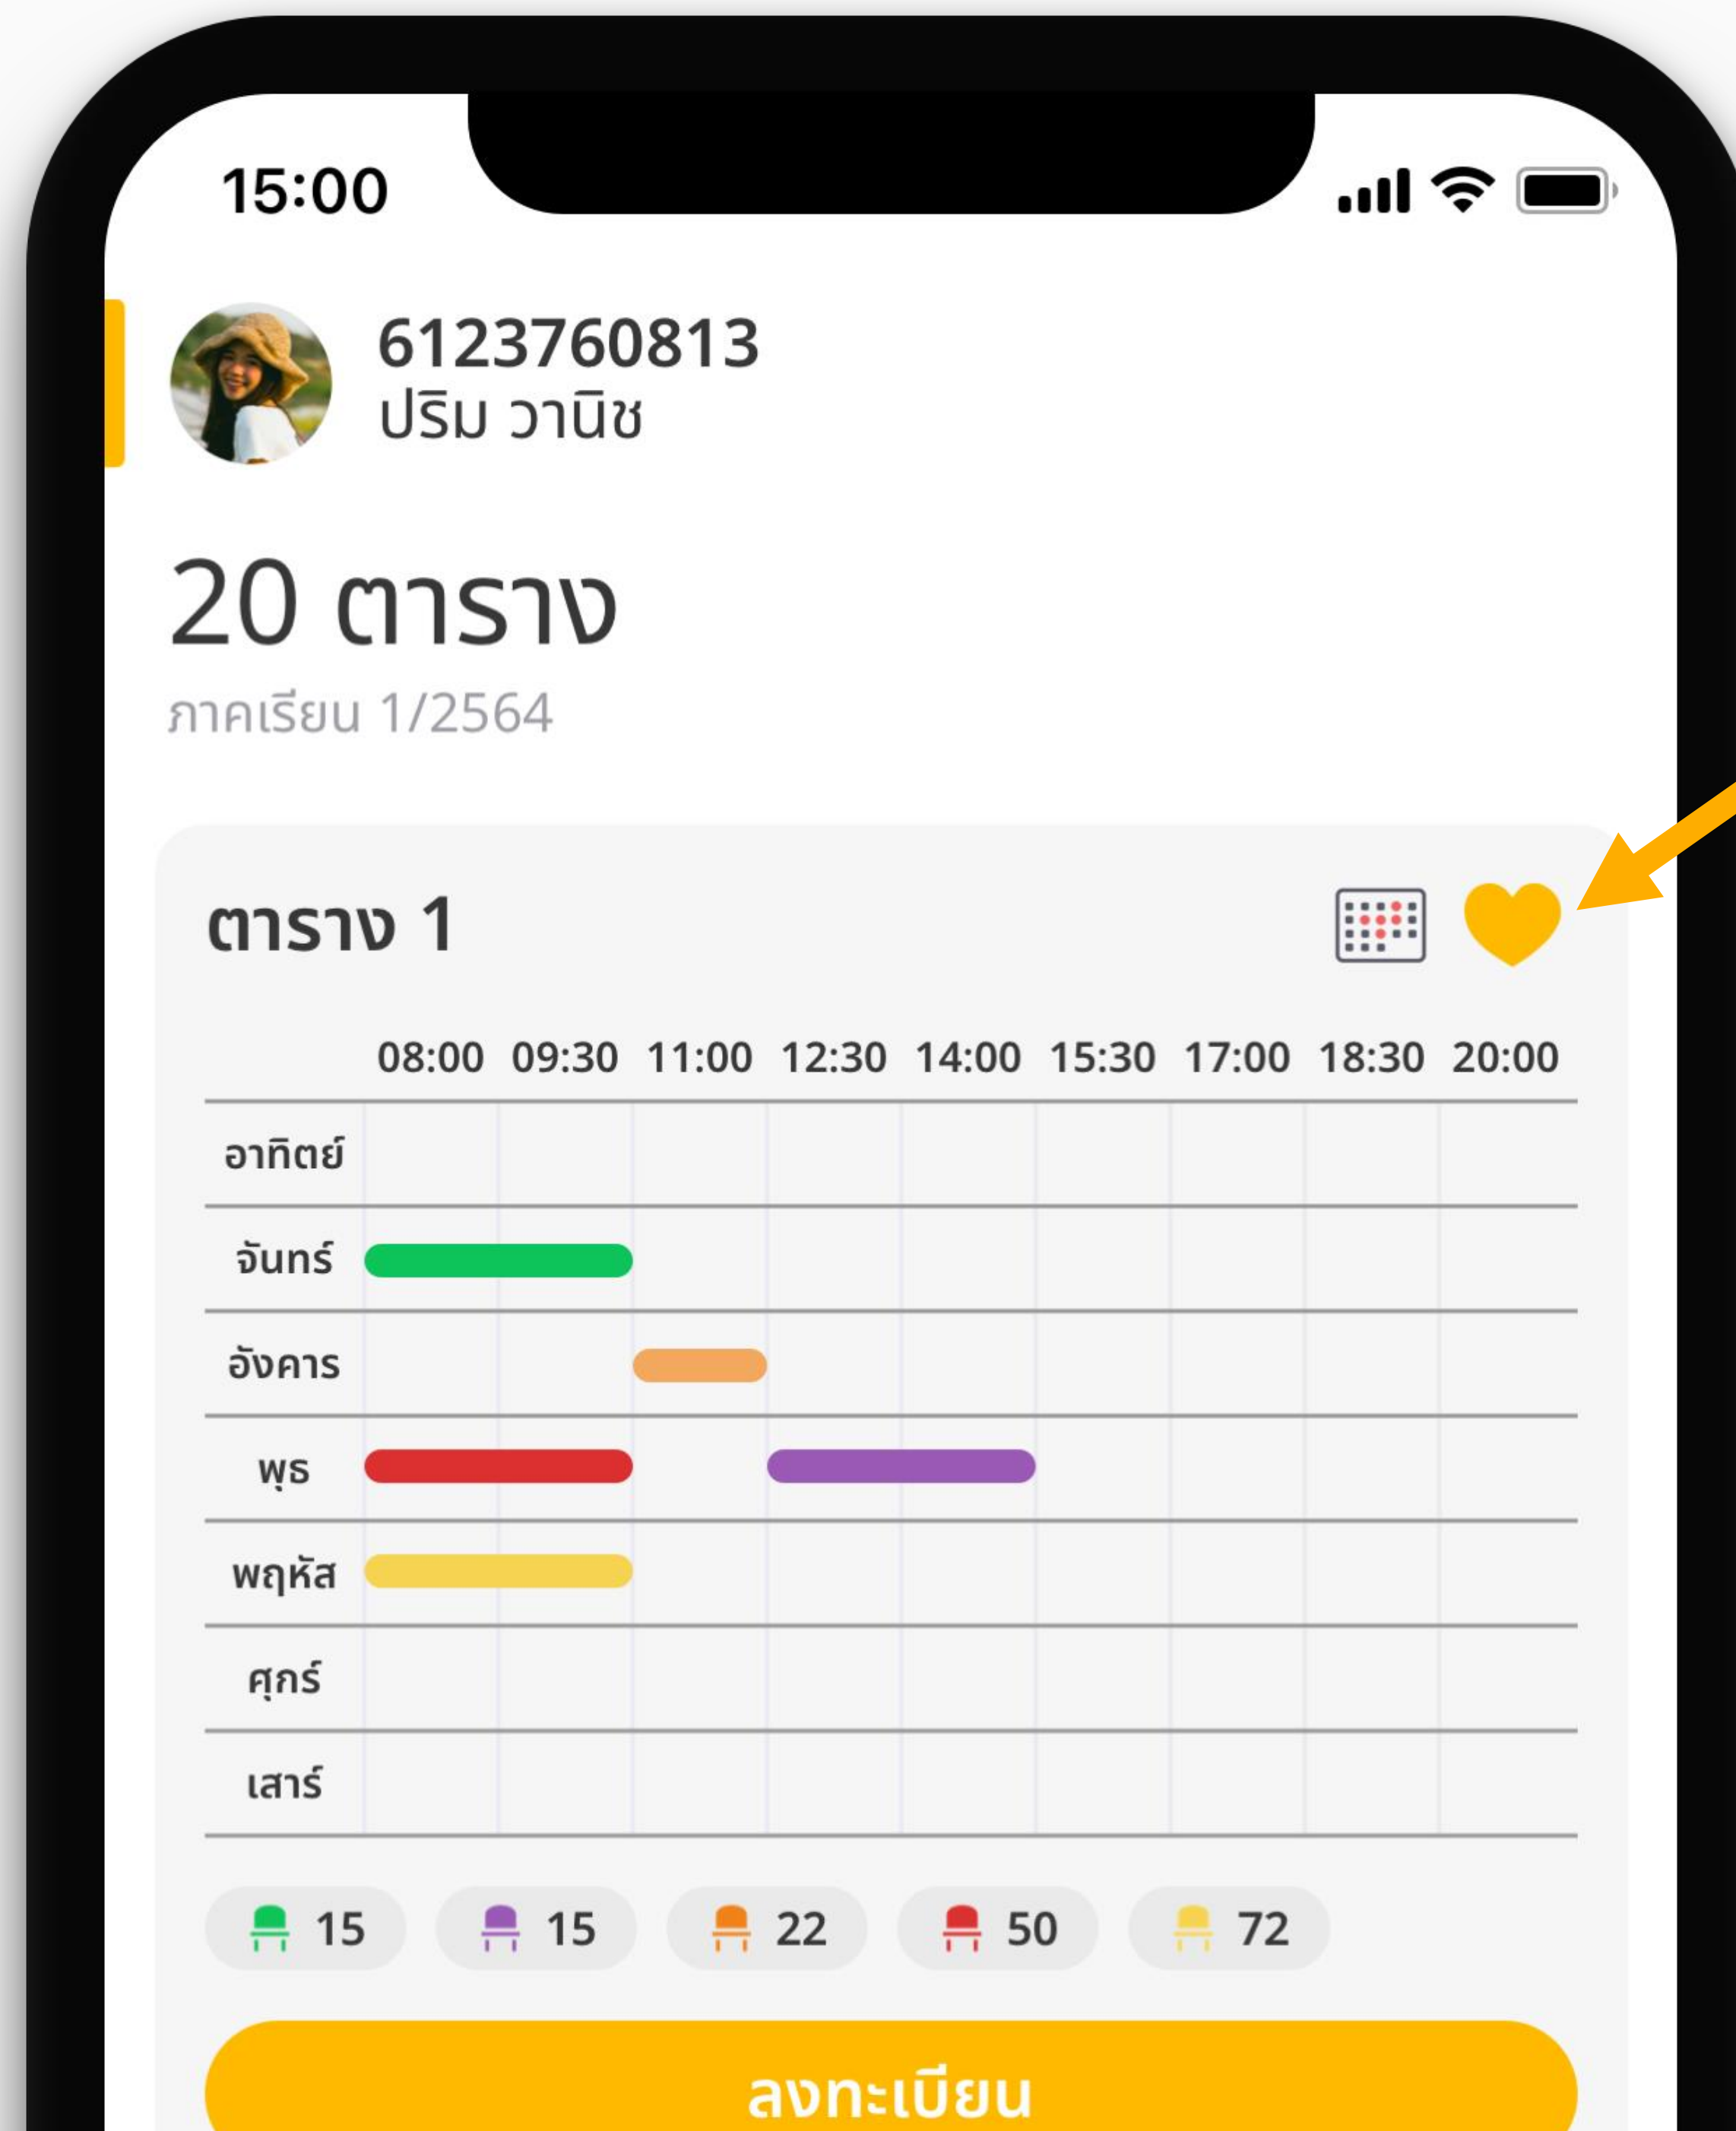 15:00
6123760813
ปริม วานิช
20 ตาราง
ภาคเรียน 1/2564
ตาราง 1
08:00 09:30 11:00 12:30 14:00 15:30 17:00 18:30 20:00
อาทิตย์
จันทร์
อังคาร
พุธ
พฤหัส
ศุกร์
เสาร์
15 15 22 50 72
ลงทะเบียน